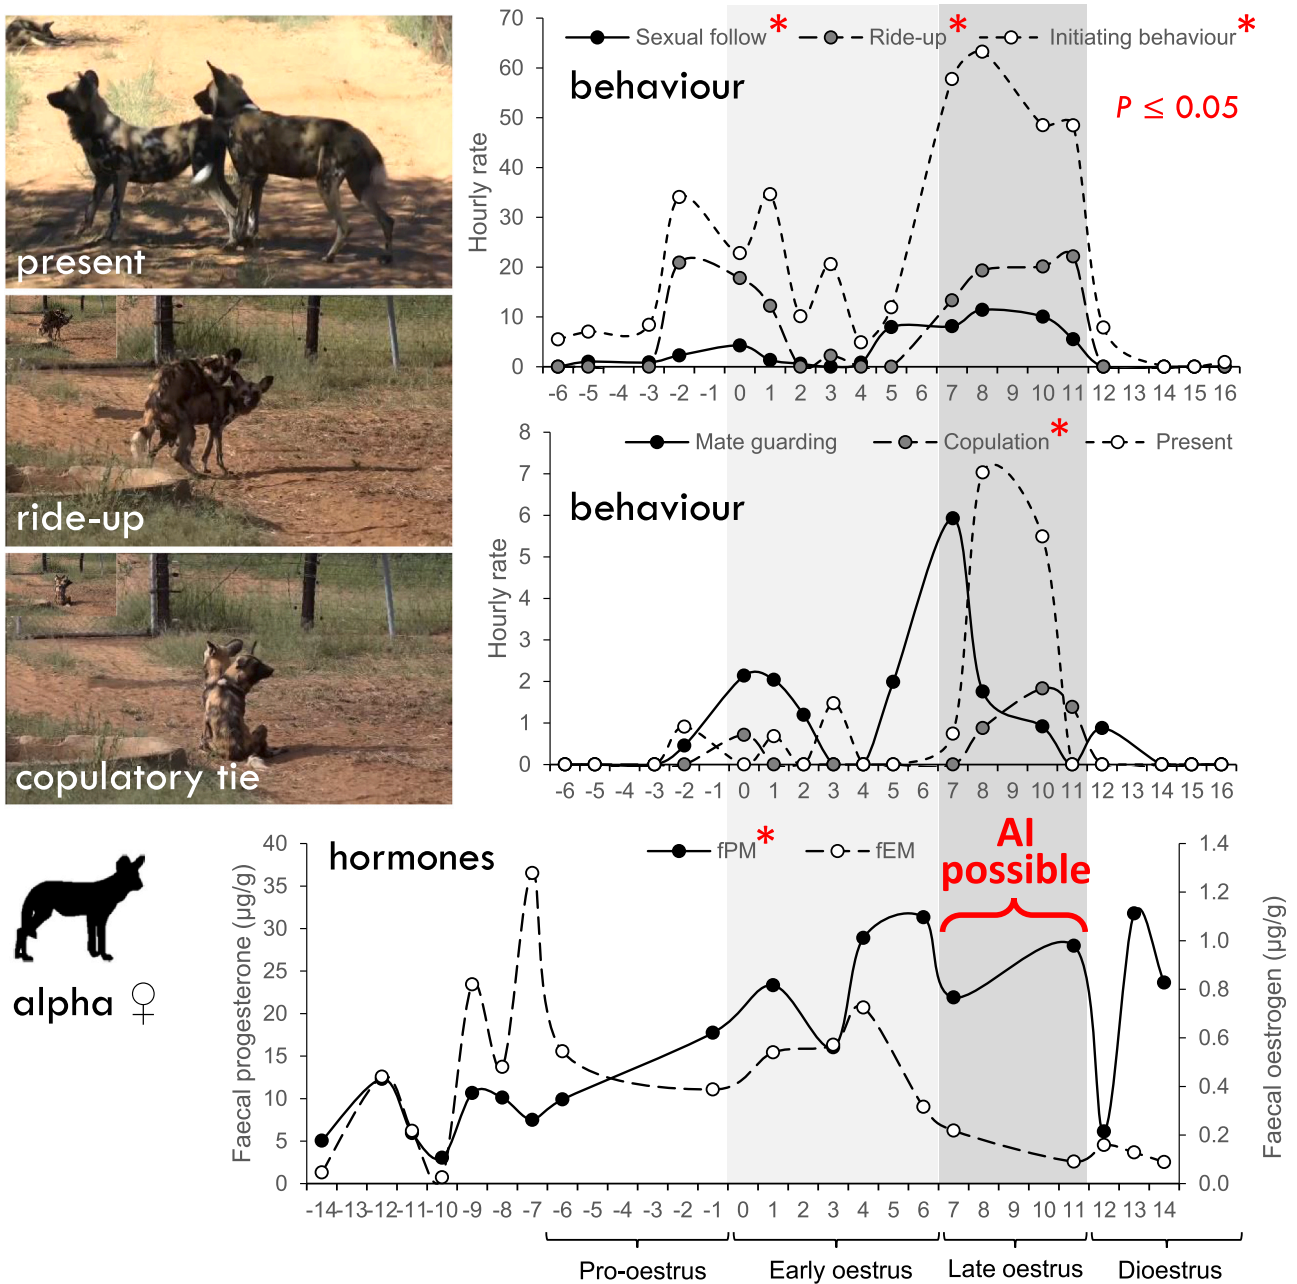 present
ride-up
copulatory tie
70
60
50
40
30
20
10
0
Hourly rate
Sexual follow* Ride-up* Initiating behaviour*
behaviour
P ≤ 0.05
-6 -5 -4 -3 -2 -1 0 1 2 3 4 5 6 7 8 9 10 11 12 13 14 15 16
8
7
6
5
4
3
2
1
0
Hourly rate
Mate guarding Copulation* Present
behaviour
-6 -5 -4 -3 -2 -1 0 1 2 3 4 5 6 7 8 9 10 11 12 13 14 15 16
alpha ♀
40
35
30
25
20
15
10
5
0
Faecal progesterone (µg/g)
hormones
fPM* fEM
AI
possible
1.4
1.2
1.0
0.8
0.6
0.4
0.2
0.0
Faecal oestrogen (µg/g)
-14 -13 -12 -11 -10 -9 -8 -7 -6 -5 -4 -3 -2 -1 0 1 2 3 4 5 6 7 8 9 10 11 12 13 14
Pro-oestrus Early oestrus Late oestrus Dioestrus